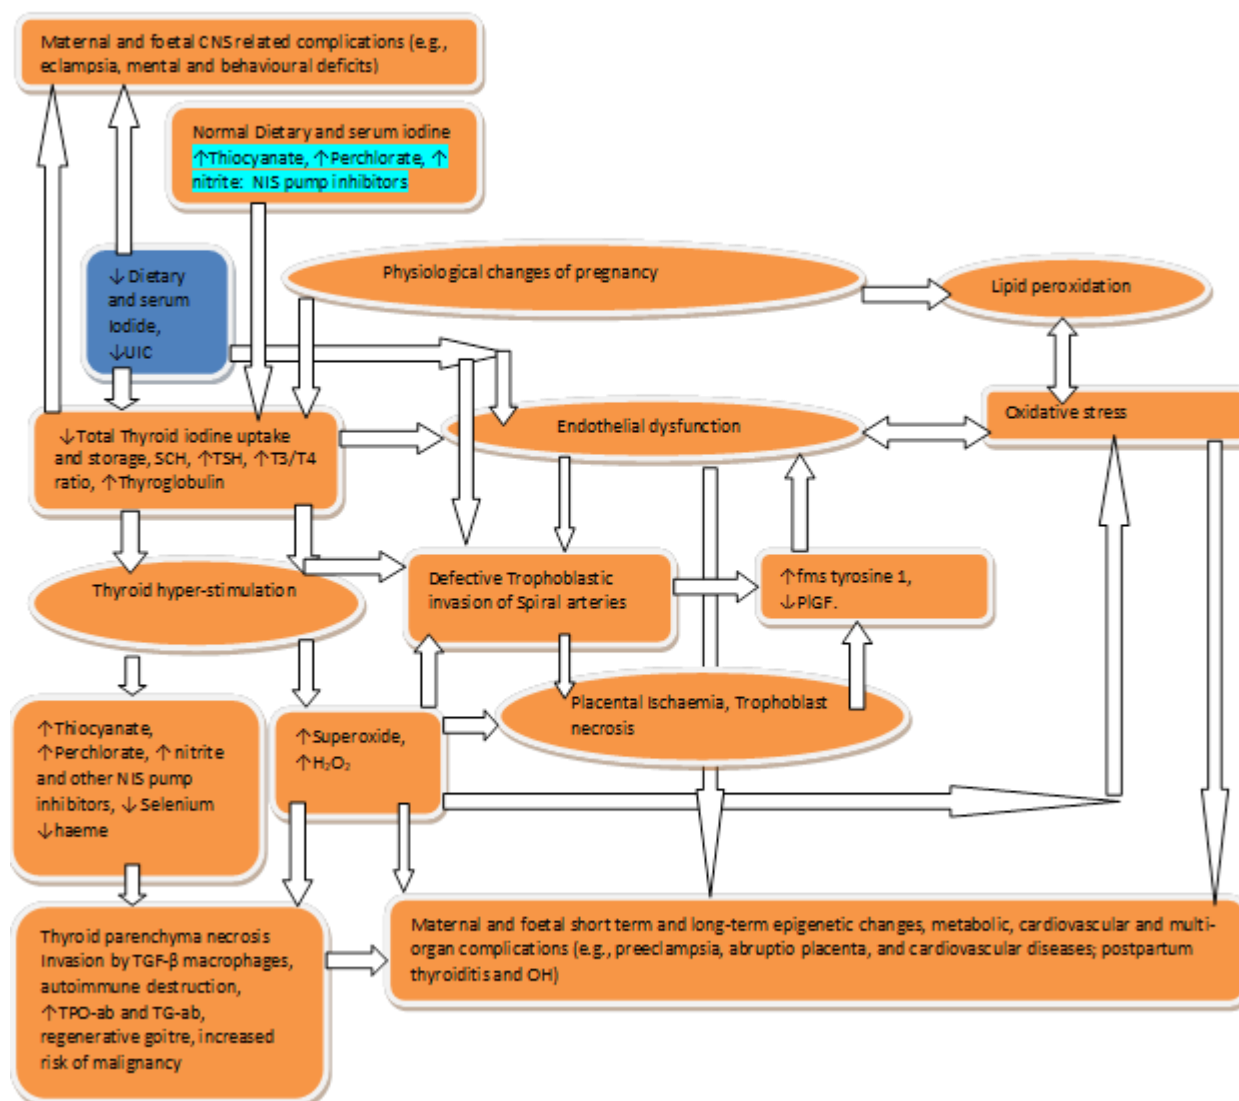 Maternal and foetal CNS related complications (e.g.,
eclampsia, mental and behavioural deficits)
Normal Dietary and serum iodine
↑Thiocyanate, ↑Perchlorate, ↑
nitrite: NIS pump inhibitors
↓Dietary
and serum
Iodide,
↓UIC
Physiological changes of pregnancy
Lipid peroxidation
↓Total Thyroid iodine uptake
and storage, SCH, ↑TSH, ↑T3/T4
ratio, ↑Thyroglobulin
Endothelial dysfunction
Oxidative stress
Thyroid hyper-stimulation
Defective Trophoblastic
invasion of Spiral arteries
↑fms tyrosine 1,
↓PlGF.
↑Thiocyanate,
↑Perchlorate, ↑nitrite
and other NIS pump
inhibitors, ↓ Selenium
↓haeme
↑Superoxide,
↑H₂O₂
Placental Ischaemia, Trophoblast
necrosis
Thyroid parenchyma necrosis
Invasion by TGF-β macrophages,
autoimmune destruction,
↑TPO-ab and TG-ab,
regenerative goitre, increased
risk of malignancy
Maternal and foetal short term and long-term epigenetic changes, metabolic, cardiovascular and multi-
organ complications (e.g., preeclampsia, abruptio placenta, and cardiovascular diseases; postpartum
thyroiditis and OH)